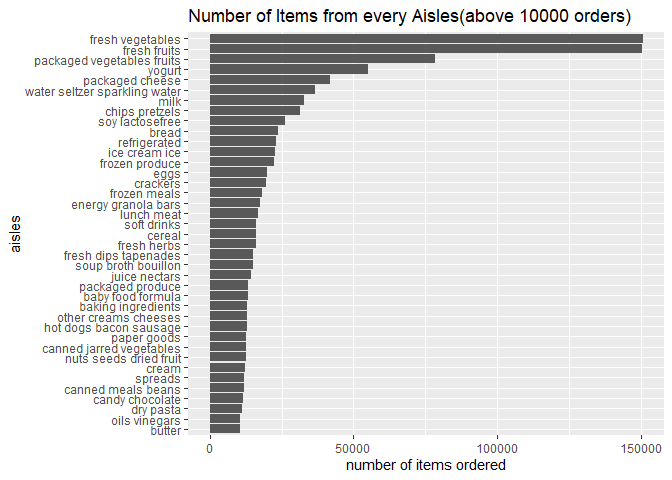 Number of Items from every Aisles(above 10000 orders)
fresh vegetables
fresh fruits
packaged vegetables fruits
yogurt
packaged cheese
water seltzer sparkling water
milk
chips pretzels
soy lactosefree
bread
refrigerated
ice cream ice
frozen produce
eggs
crackers
frozen meals
energy granola bars
lunch meat
soft drinks
cereal
fresh herbs
fresh dips tapenades
soup broth bouillon
juice nectars
packaged produce
baby food formula
baking ingredients
other creams cheeses
hot dogs bacon sausage
paper goods
canned jarred vegetables
nuts seeds dried fruit
cream
spreads
canned meals beans
candy chocolate
dry pasta
oils vinegars
butter
aisles
0 50000 100000 150000
number of items ordered